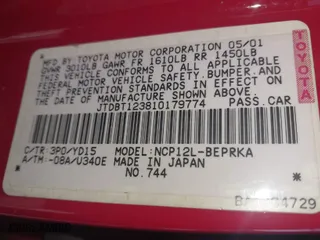 MFD BY TOYOTA MOTOR CORPORATION 05/01
GVWR 3010LB GAWR FR 1610LB RR 1450LB
THIS VEHICLE CONFORMS TO ALL APPLICABLE
FEDERAL MOTOR VEHICLE SAFETY, BUMPER, AND
THEFT PREVENTION STANDARDS IN EFFECT ON
THE DATE OF MANUFACTURE SHOWN ABOVE.
JTDBT123810179774 PASS.CAR
TOYOTA
C/TR: 3P0/YD15 MODEL: NCP12L-BEPRKA
A/TM: -08A/U340E MADE IN JAPAN
NO. 744